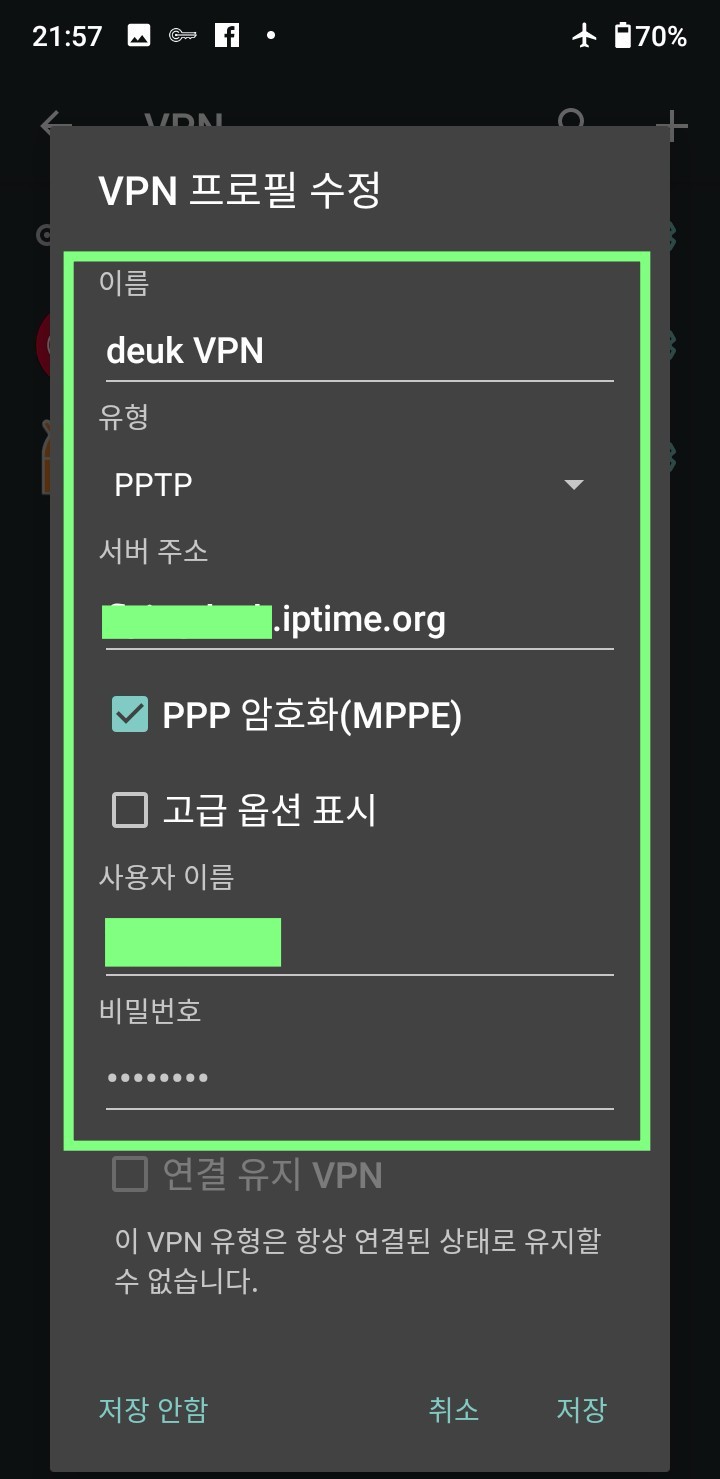 21:57
70%
VPN
VPN 프로필 수정
이름
deuk VPN
유형
PPTP
서버 주소
.iptime.org
PPP 암호화(MPPE)
고급 옵션 표시
사용자 이름
비밀번호
••••••••
연결 유지 VPN
이 VPN 유형은 항상 연결된 상태로 유지할
수 없습니다.
저장 안함 취소 저장